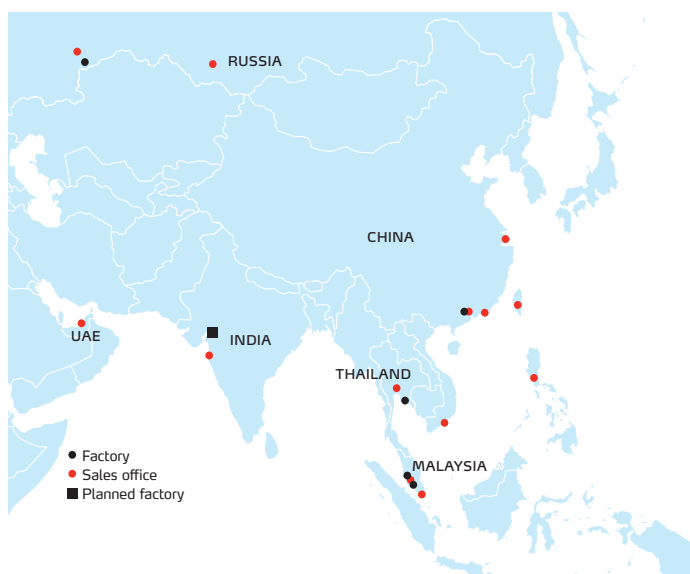 RUSSIA
CHINA
UAE
INDIA
THAILAND
MALAYSIA
Factory
Sales office
Planned factory